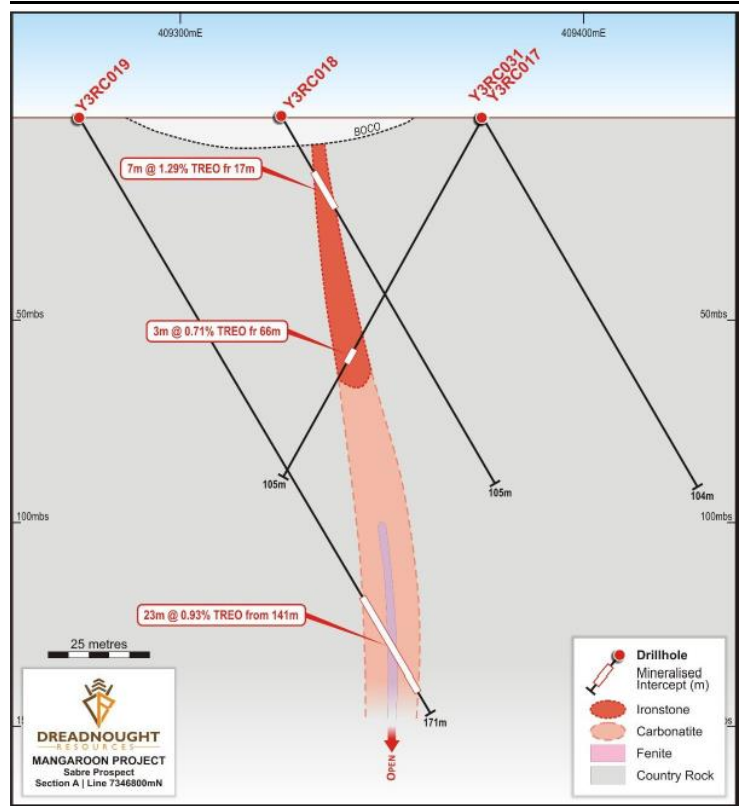 409300mE
409400mE
Y3RC019
Y3RC018
Y3RC031
Y3RC017
BOCO
7m @ 1.29% TREO fr 17m
50mbs
50mbs
3m @ 0.71% TREO fr 66m
105m
105m
104m
100mbs
100mbs
23m @ 0.93% TREO from 141m
25 metres
171m
OPEN
DREADNOUGHT
RESOURCES
MANGAROON PROJECT
Sabre Prospect
Section A | Line 7346800mN
Drillhole
Mineralised
Intercept (m)
Ironstone
Carbonatite
Fenite
Country Rock